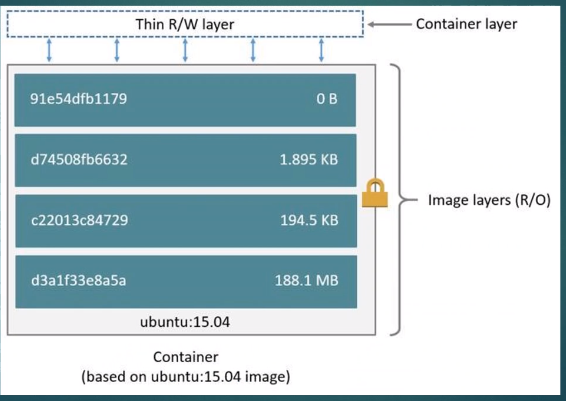 Thin R/W layer
Container layer
91e54dfb1179 0 B
d74508fb6632 1.895 KB
c22013c84729 194.5 KB
d3a1f33e8a5a 188.1 MB
Image layers (R/O)
ubuntu:15.04
Container
(based on ubuntu:15.04 image)